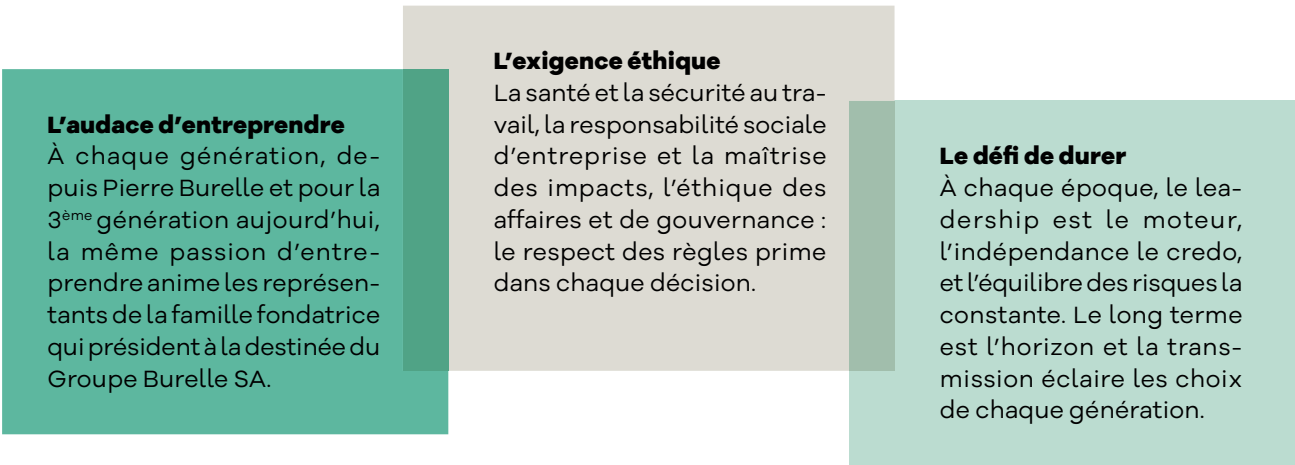 L’audace d’entreprendre
À chaque génération, de-
puis Pierre Burelle et pour la
3ème génération aujourd’hui,
la même passion d’entre-
prendre anime les représen-
tants de la famille fondatrice
qui président à la destinée du
Groupe Burelle SA.
L’exigence éthique
La santé et la sécurité au tra-
vail, la responsabilité sociale
d’entreprise et la maîtrise
des impacts, l’éthique des
affaires et de gouvernance :
le respect des règles prime
dans chaque décision.
Le défi de durer
À chaque époque, le lea-
dership est le moteur,
l’indépendance le credo,
et l’équilibre des risques la
constante. Le long terme
est l’horizon et la trans-
mission éclaire les choix
de chaque génération.